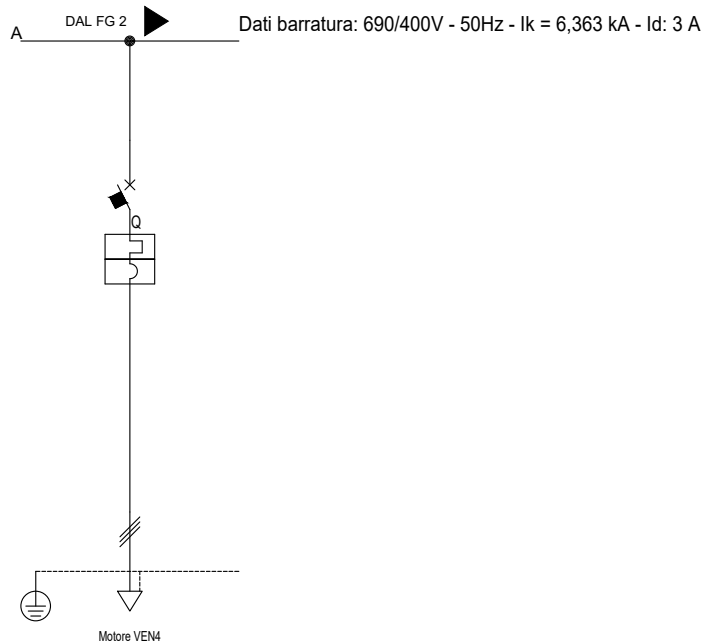 DAL FG 2
Dati barratura: 690/400V - 50Hz - Ik = 6,363 kA - Id: 3 A
A
Q
Motore VEN4